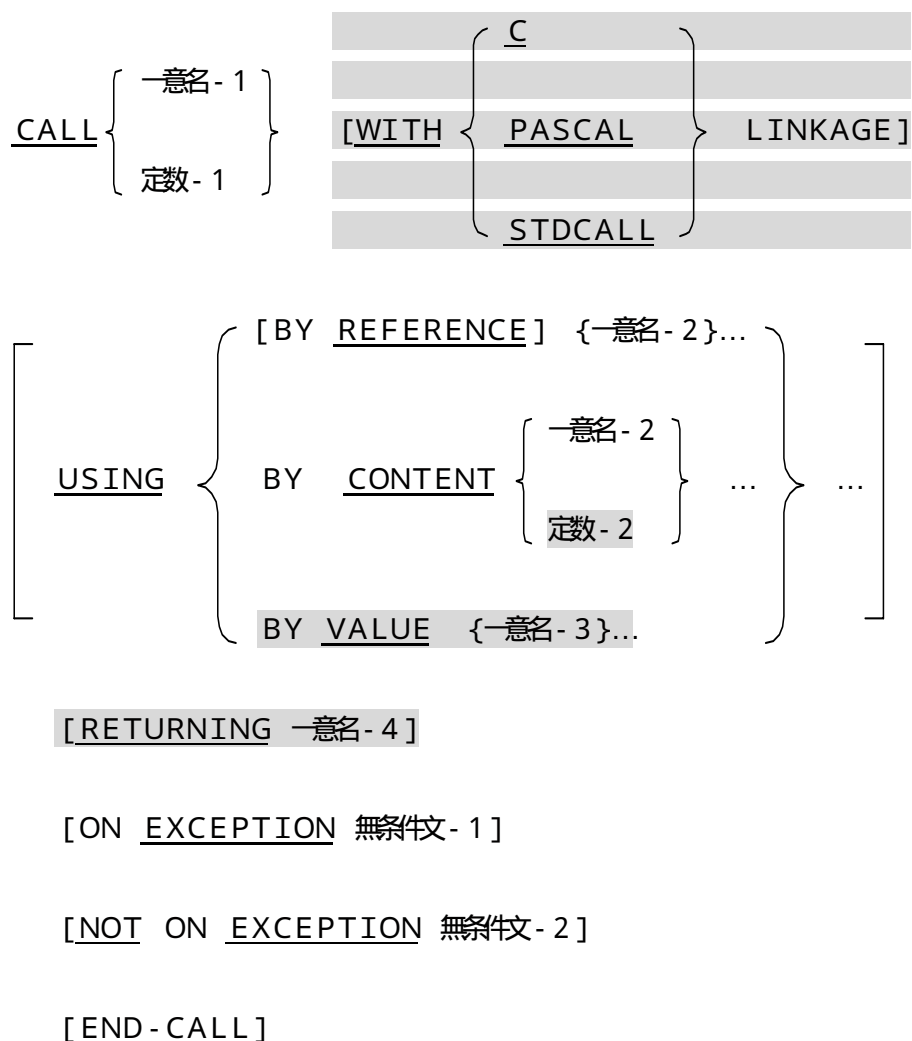 C
一意名-1
CALL [WITH PASCAL LINKAGE]
定数-1
STDCALL
[BY REFERENCE] {一意名-2}…
一意名-2
USING BY CONTENT … …
定数-2
BY VALUE {一意名-3}…
[RETURNING 一意名-4]
[ON EXCEPTION 無条件文-1]
[NOT ON EXCEPTION 無条件文-2]
[END-CALL]